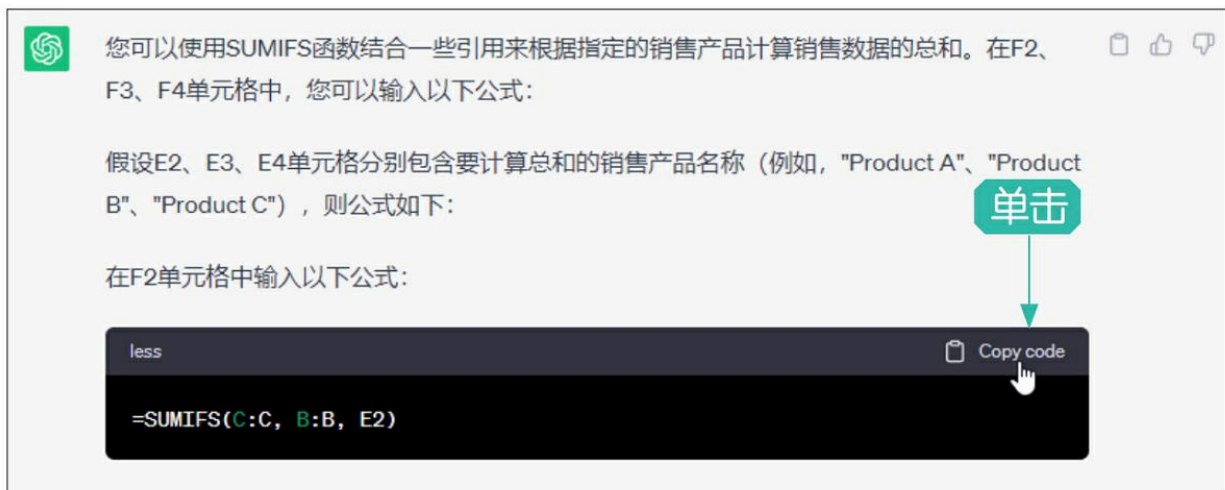 您可以使用SUMIFS函数结合一些引用来根据指定的销售产品计算销售数据的总和。在F2、
F3、F4单元格中，您可以输入以下公式：
假设E2、E3、E4单元格分别包含要计算总和的销售产品名称（例如，"Product A"、"Product
B"、"Product C"），则公式如下：
单击
在F2单元格中输入以下公式：
less
Copy code
=SUMIFS(C:C, B:B, E2)